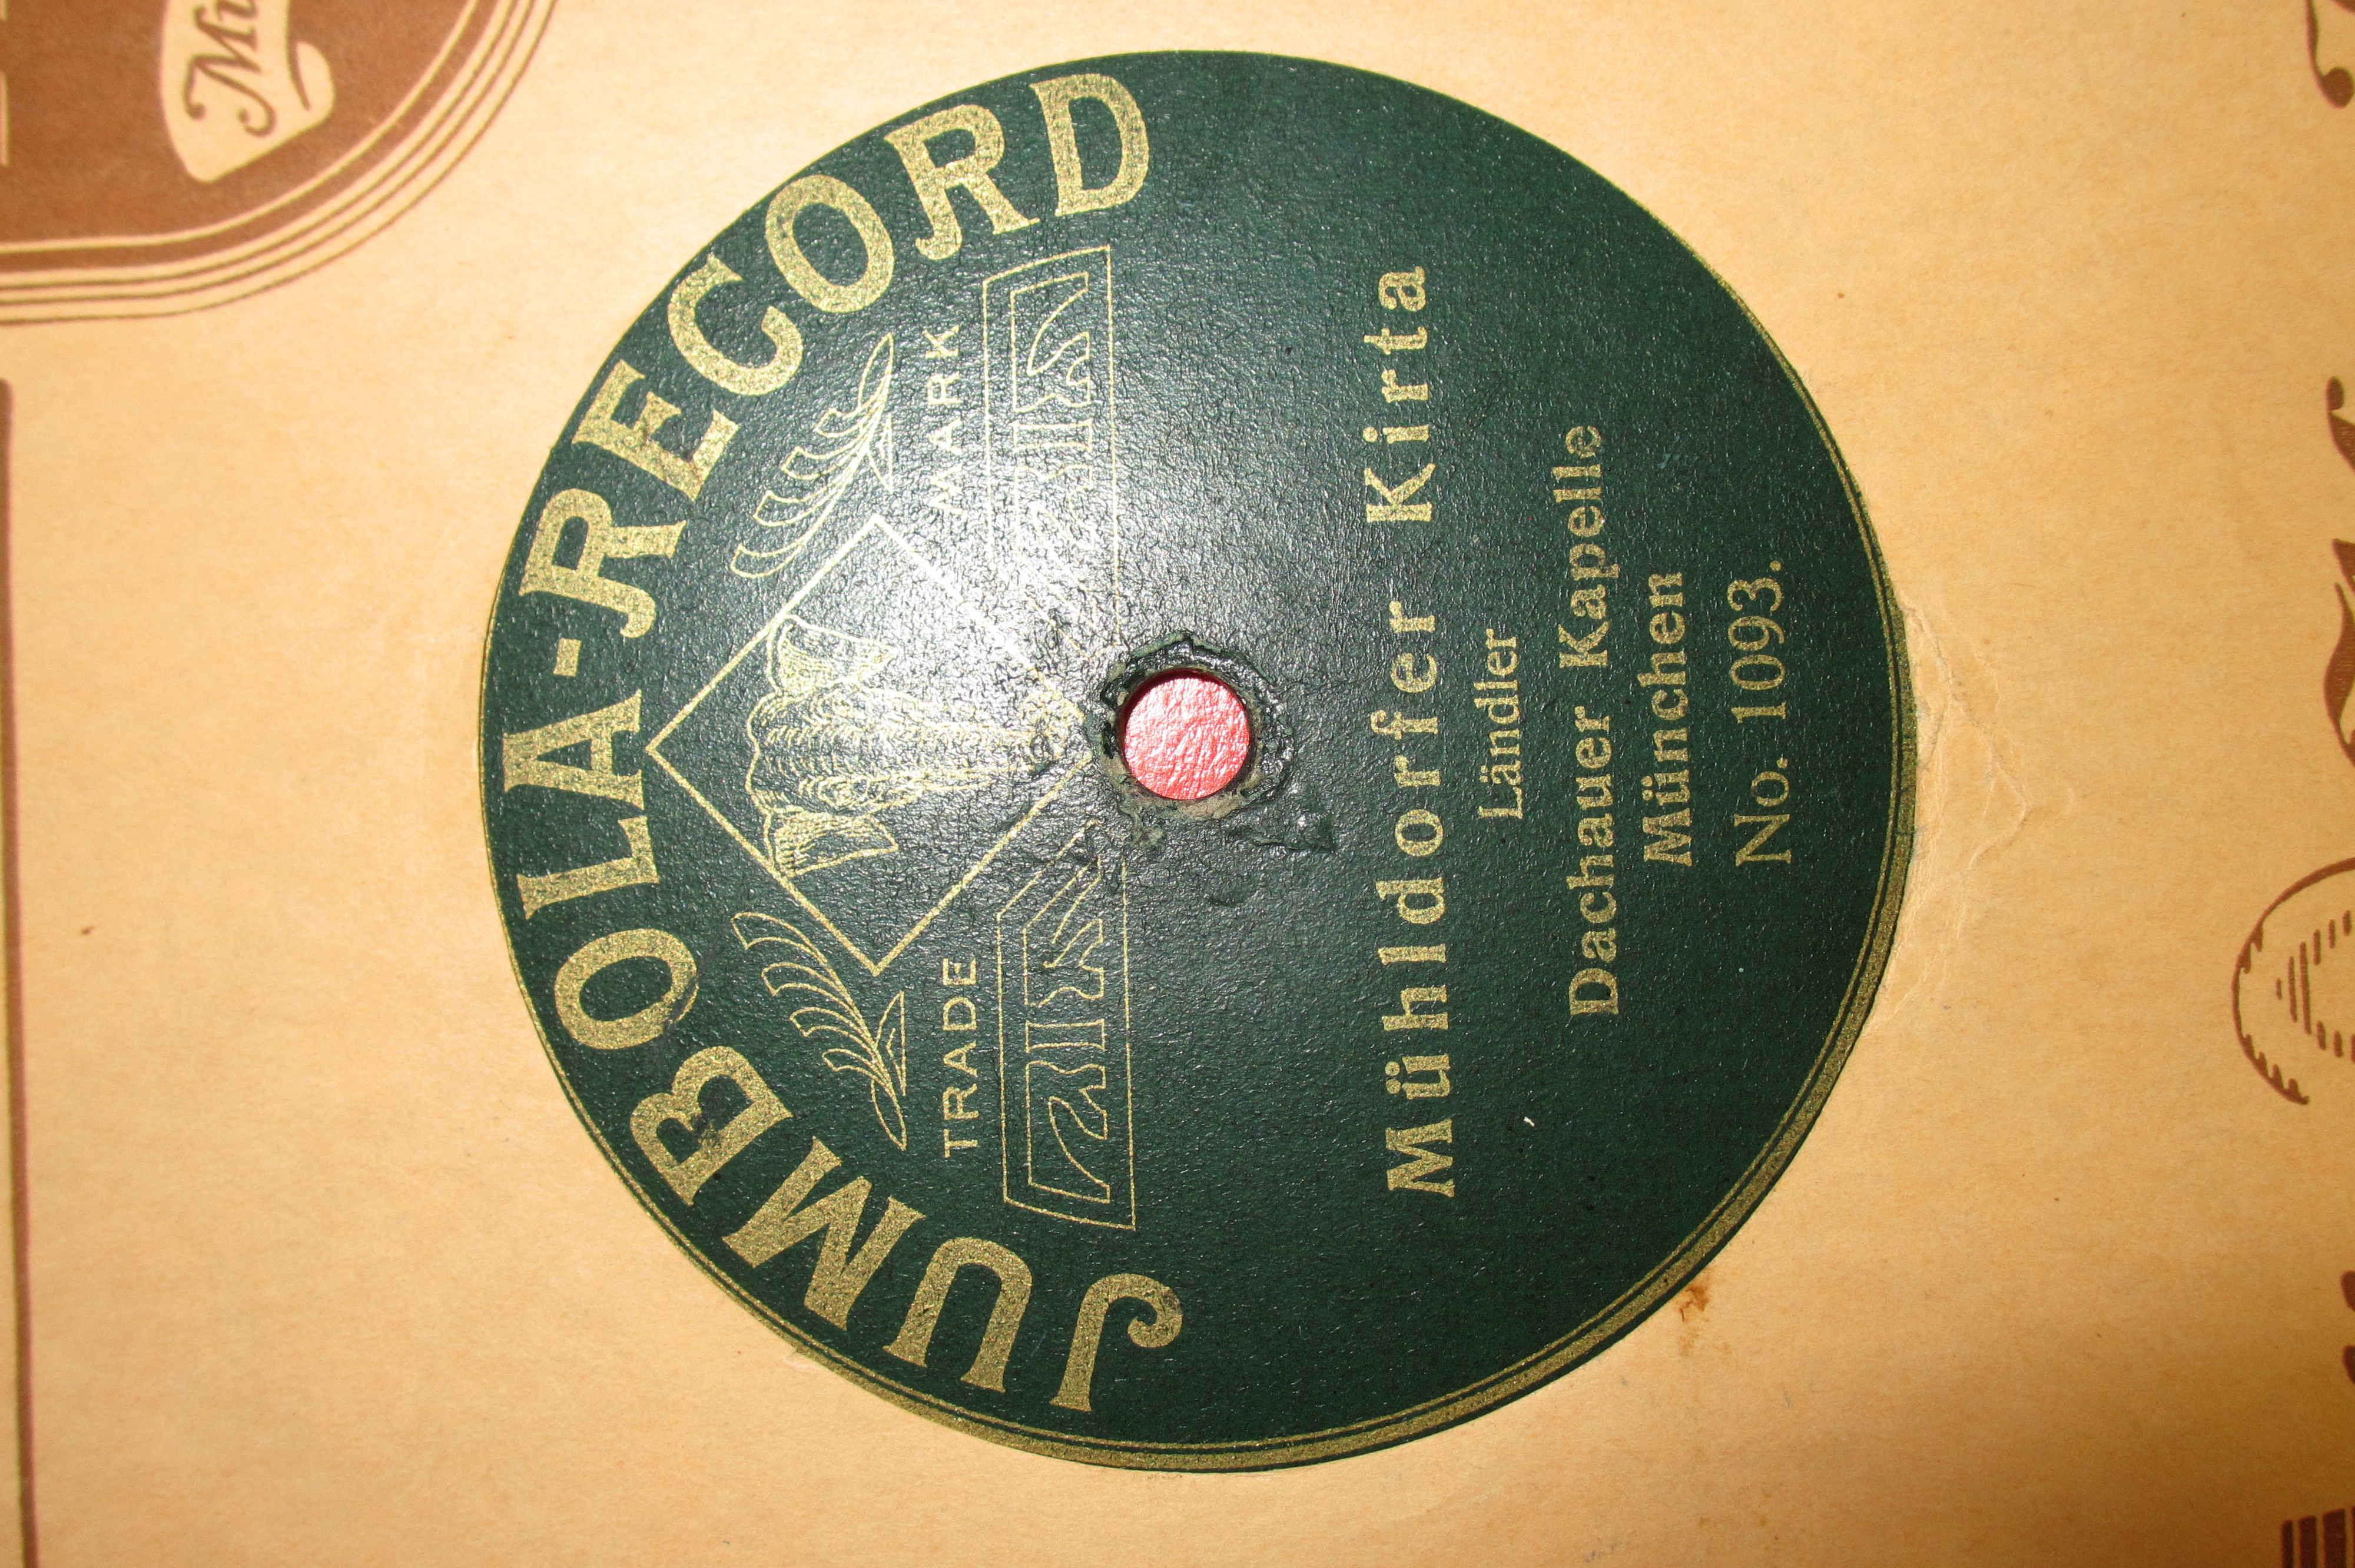 JUMBOLA-RECORD
TRADE MARK
Mühldorfer Kirta
Ländler
Dachauer Kapelle
München
No. 1093.